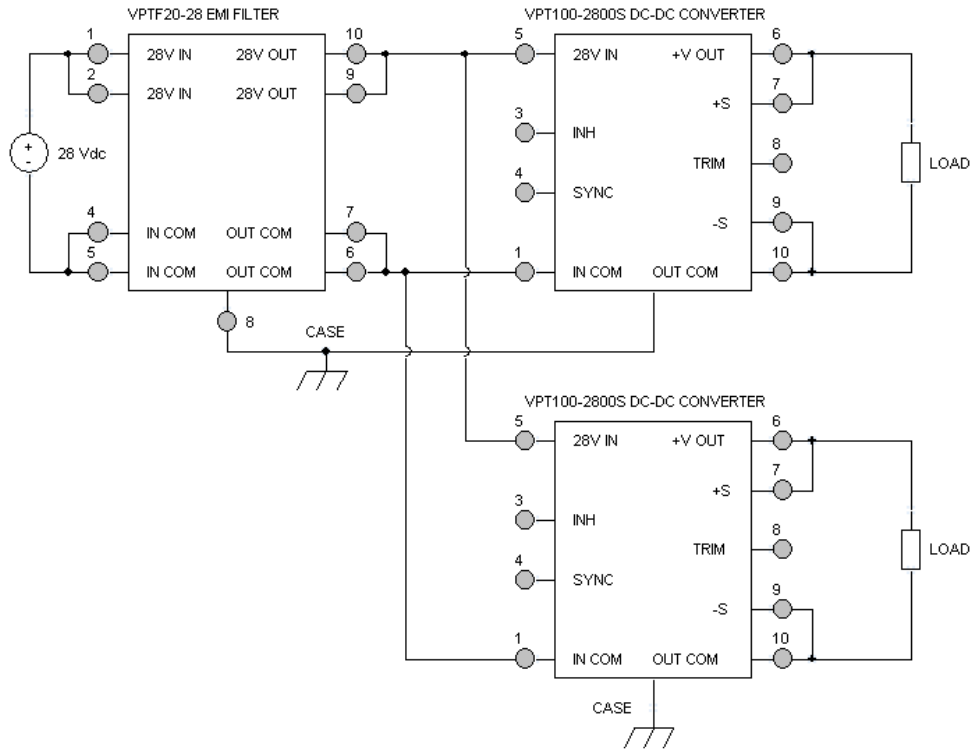 VPTF20-28 EMI FILTER
VPT100-2800S DC-DC CONVERTER
1
28V IN
28V OUT
10
2
28V IN
28V OUT
9
+
-
28 Vdc
4
IN COM
OUT COM
7
5
IN COM
OUT COM
6
8
CASE
5
28V IN
+V OUT
6
+S
7
3
INH
TRIM
8
4
SYNC
-S
9
1
IN COM
OUT COM
10
LOAD
VPT100-2800S DC-DC CONVERTER
5
28V IN
+V OUT
6
+S
7
3
INH
TRIM
8
4
SYNC
-S
9
1
IN COM
OUT COM
10
LOAD
CASE